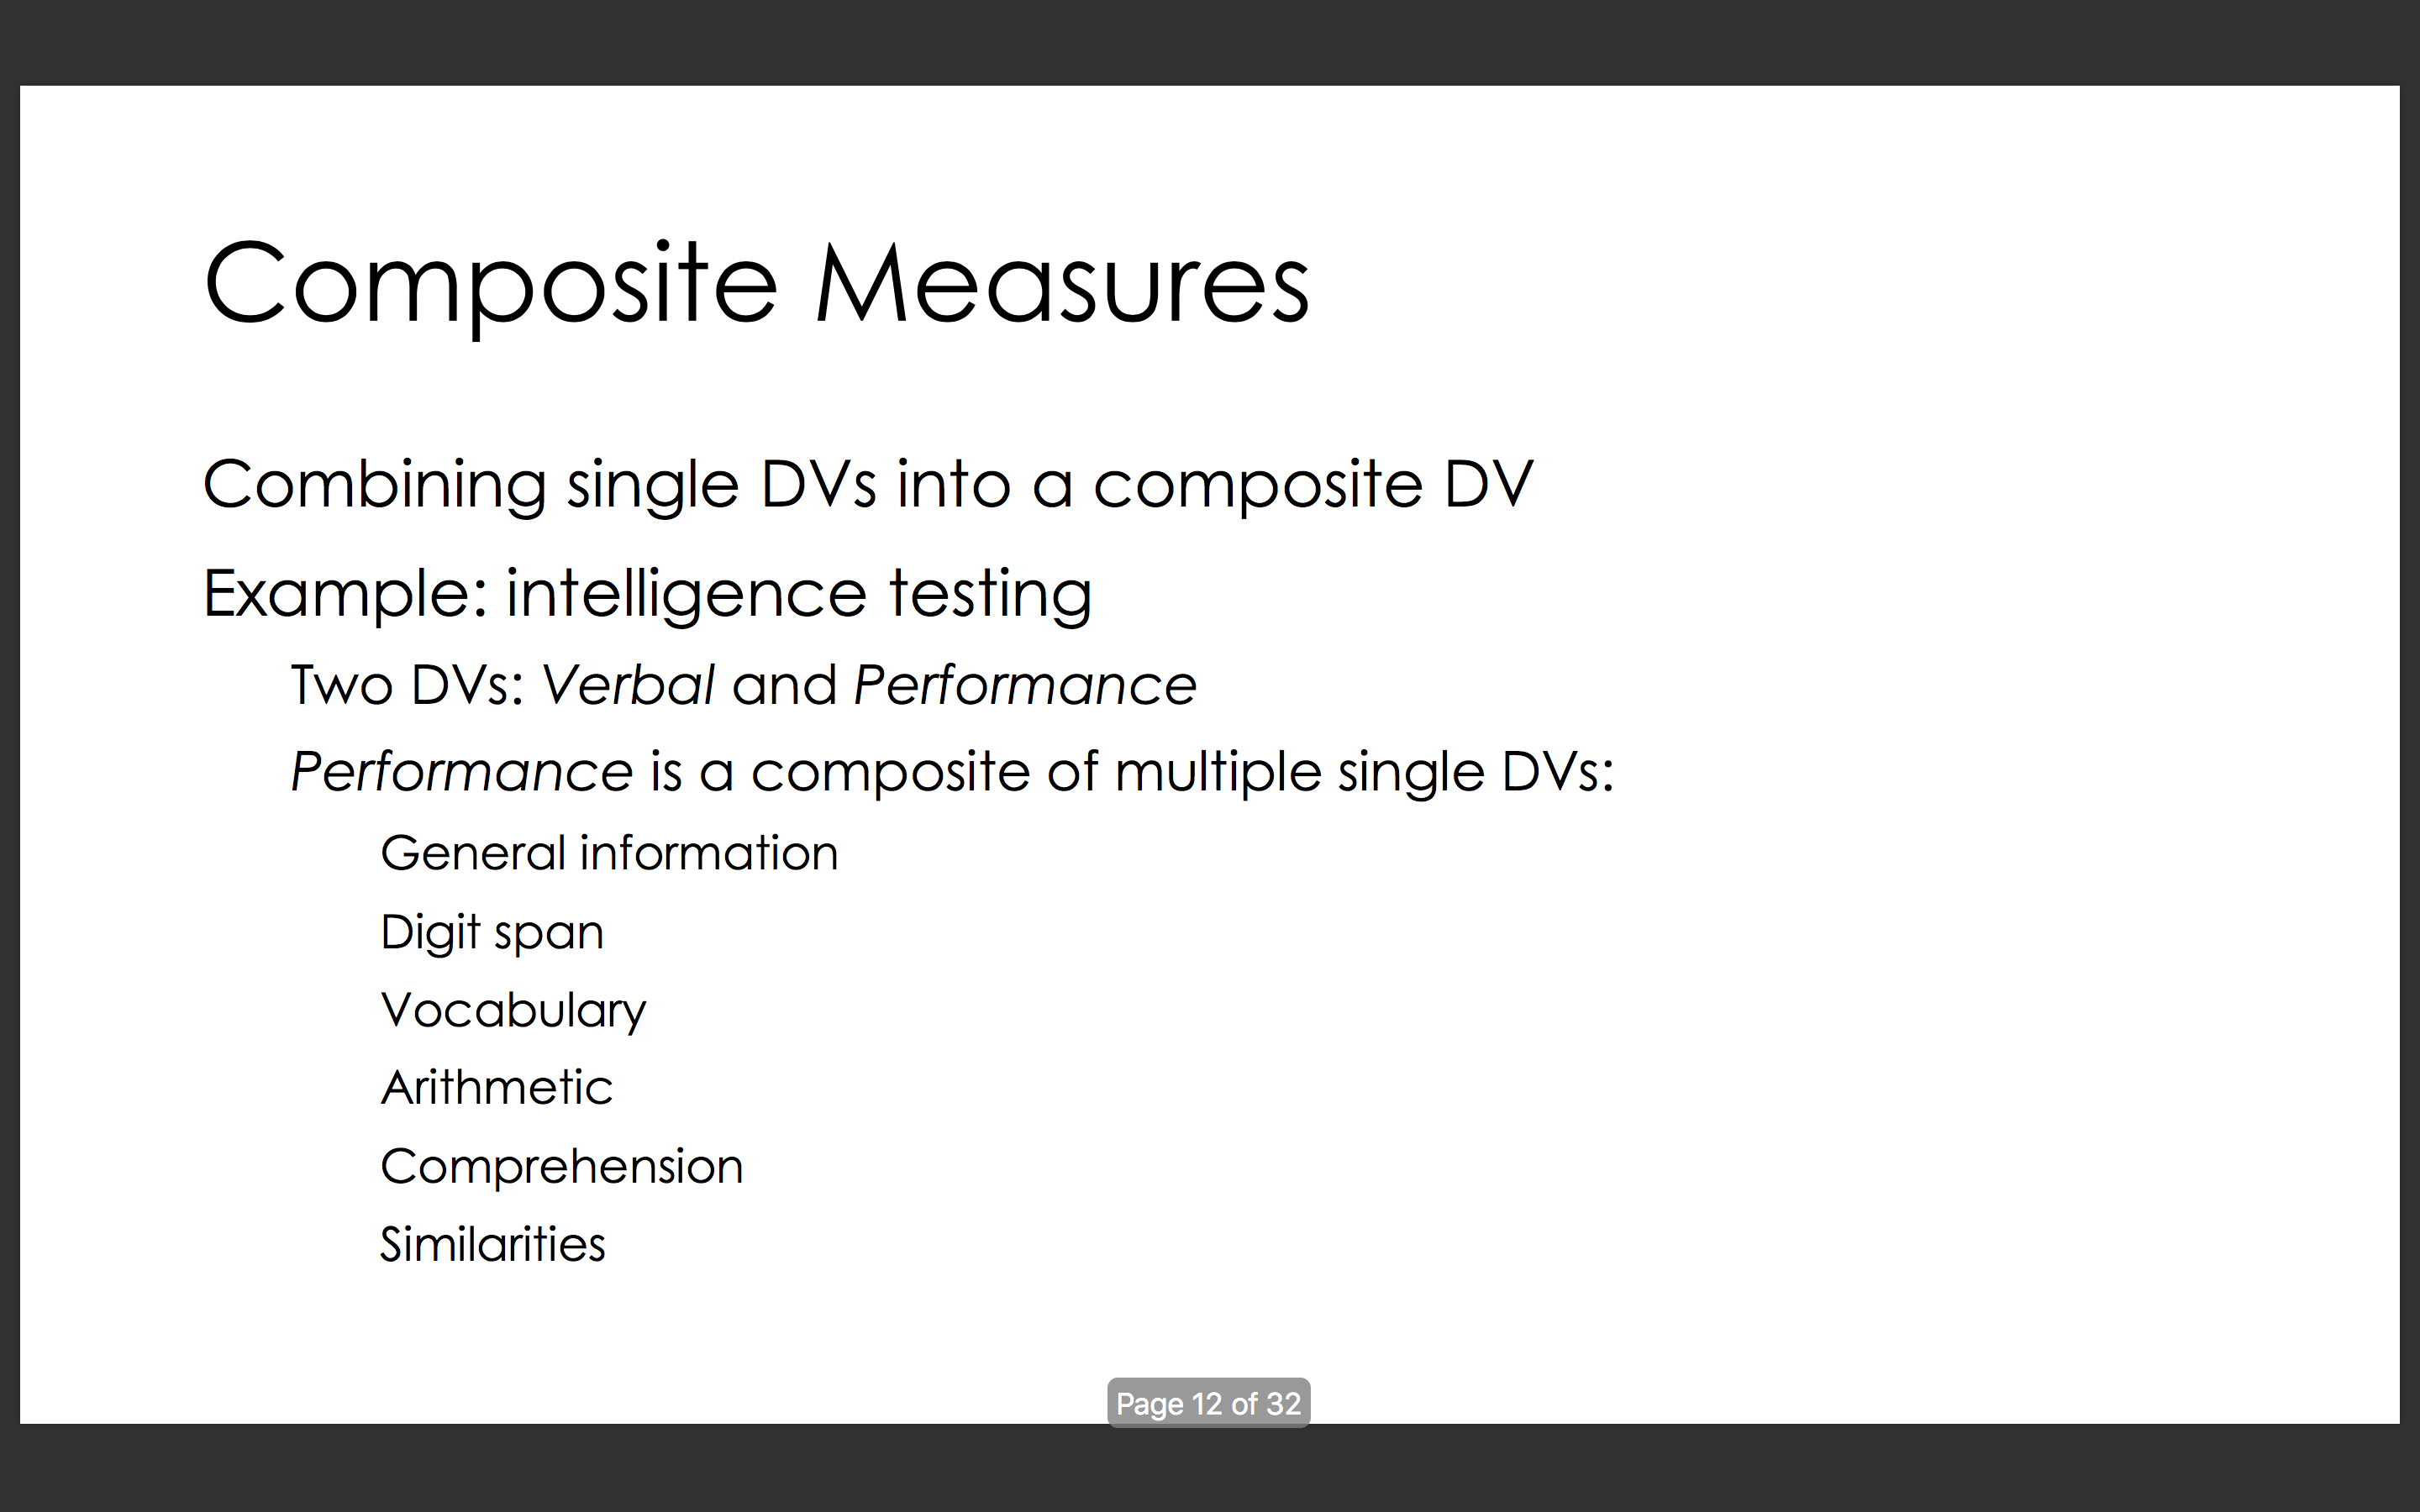 Composite Measures
Combining single DVs into a composite DV
Example: intelligence testing
Two DVs: Verbal and Performance
Performance is a composite of multiple single DVs:
General information
Digit span
Vocabulary
Arithmetic
Comprehension
Similarities
Page 12 of 32